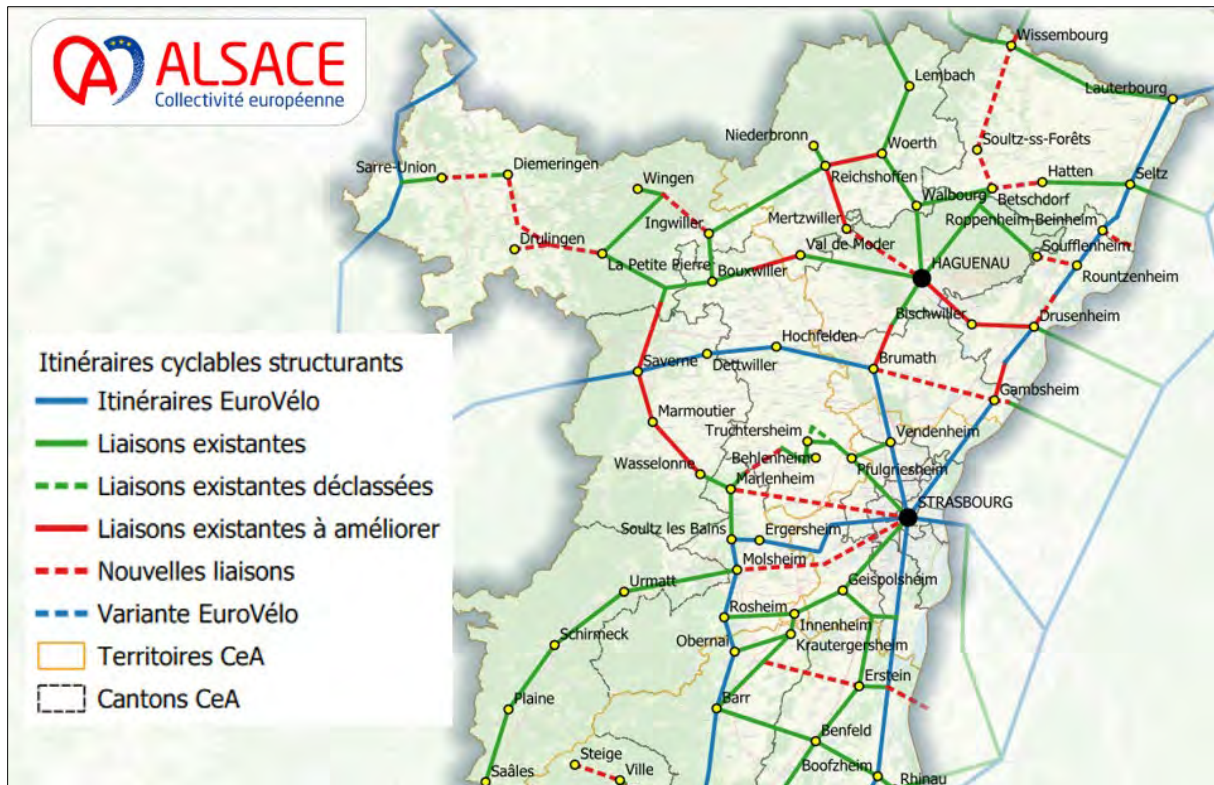 ALSACE
Collectivité européenne
Wissembourg
Lembach
Lauterbourg
Niederbronn
Woerth
Soultz-ss-Forêts
Sarre-Union
Diemeringen
Wingen
Reichshoffen
Hatten
Seltz
Walbourg
Betschdorf
Ingwiller
Mertzwiller
Roppenheim-Beinheim
Drulingen
Val de Moder
Soufflenheim
La Petite Pierre
Bouxwiller
HAGUENAU
Rountzenheim
Bischwiller
Drusenheim
Hochfelden
Itinéraires cyclables structurants
Saverne
Dettwiller
Brumath
Itinéraires EuroVélo
Gambsheim
Marmoutier
Liaisons existantes
Truchtersheim
Vendenheim
Wasselonne
Behlenheim
Pfulgriesheim
Liaisons existantes déclassées
Marlenheim
STRASBOURG
Liaisons existantes à améliorer
Soultz les Bains
Ergersheim
Nouvelles liaisons
Molsheim
Urmatt
Geispolsheim
Variante EuroVélo
Rosheim
Innenheim
Schirmeck
Obernai
Krautergersheim
Territoires CeA
Erstein
Cantons CeA
Plaine
Barr
Benfeld
Steige
Boofzheim
Saâles
Ville
Rhinau